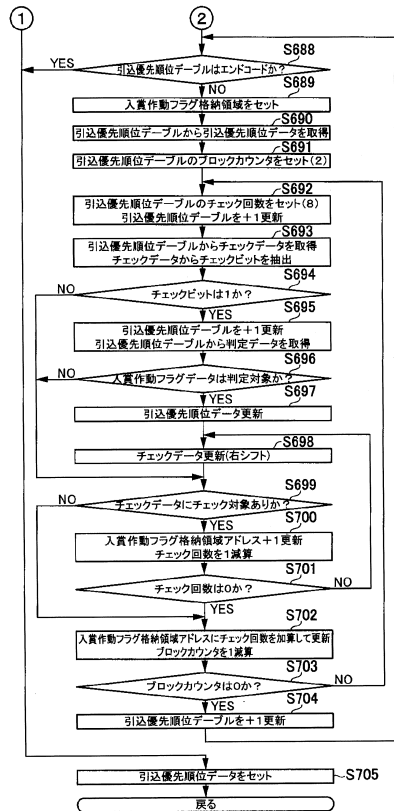 ① ②
S688
YES 引込優先順位テーブルはエンドコードか?
NO S689
入賞作動フラグ格納領域をセット
S690
引込優先順位テーブルから引込優先順位データを取得
S691
引込優先順位テーブルのブロックカウンタをセット(2)
S692
引込優先順位テーブルのチェック回数をセット(8)
引込優先順位テーブルを+1更新
S693
引込優先順位テーブルからチェックデータを取得
チェックデータからチェックビットを抽出
S694
NO チェックビットは1か?
YES S695
引込優先順位テーブルを+1更新
引込優先順位テーブルから判定データを取得
S696
NO 入賞作動フラグデータは判定対象か?
YES S697
引込優先順位データ更新
S698
チェックデータ更新(右シフト)
S699
NO チェックデータにチェック対象ありか?
YES S700
入賞作動フラグ格納領域アドレス+1更新
チェック回数を1減算
S701
チェック回数は0か? NO
YES S702
入賞作動フラグ格納領域アドレスにチェック回数を加算して更新
ブロックカウンタを1減算
S703
ブロックカウンタは0か? NO
YES S704
引込優先順位テーブルを+1更新
引込優先順位データをセット S705
戻る